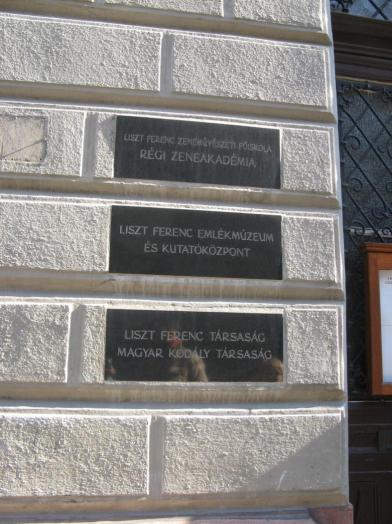 LISZT FERENC ZENEMŰVÉSZETI FŐISKOLA
RÉGI ZENEAKADÉMIA
LISZT FERENC EMLÉKMÚZEUM
ÉS KUTATÓKÖZPONT
LISZT FERENC TÁRSASÁG
MAGYAR KODÁLY TÁRSASÁG